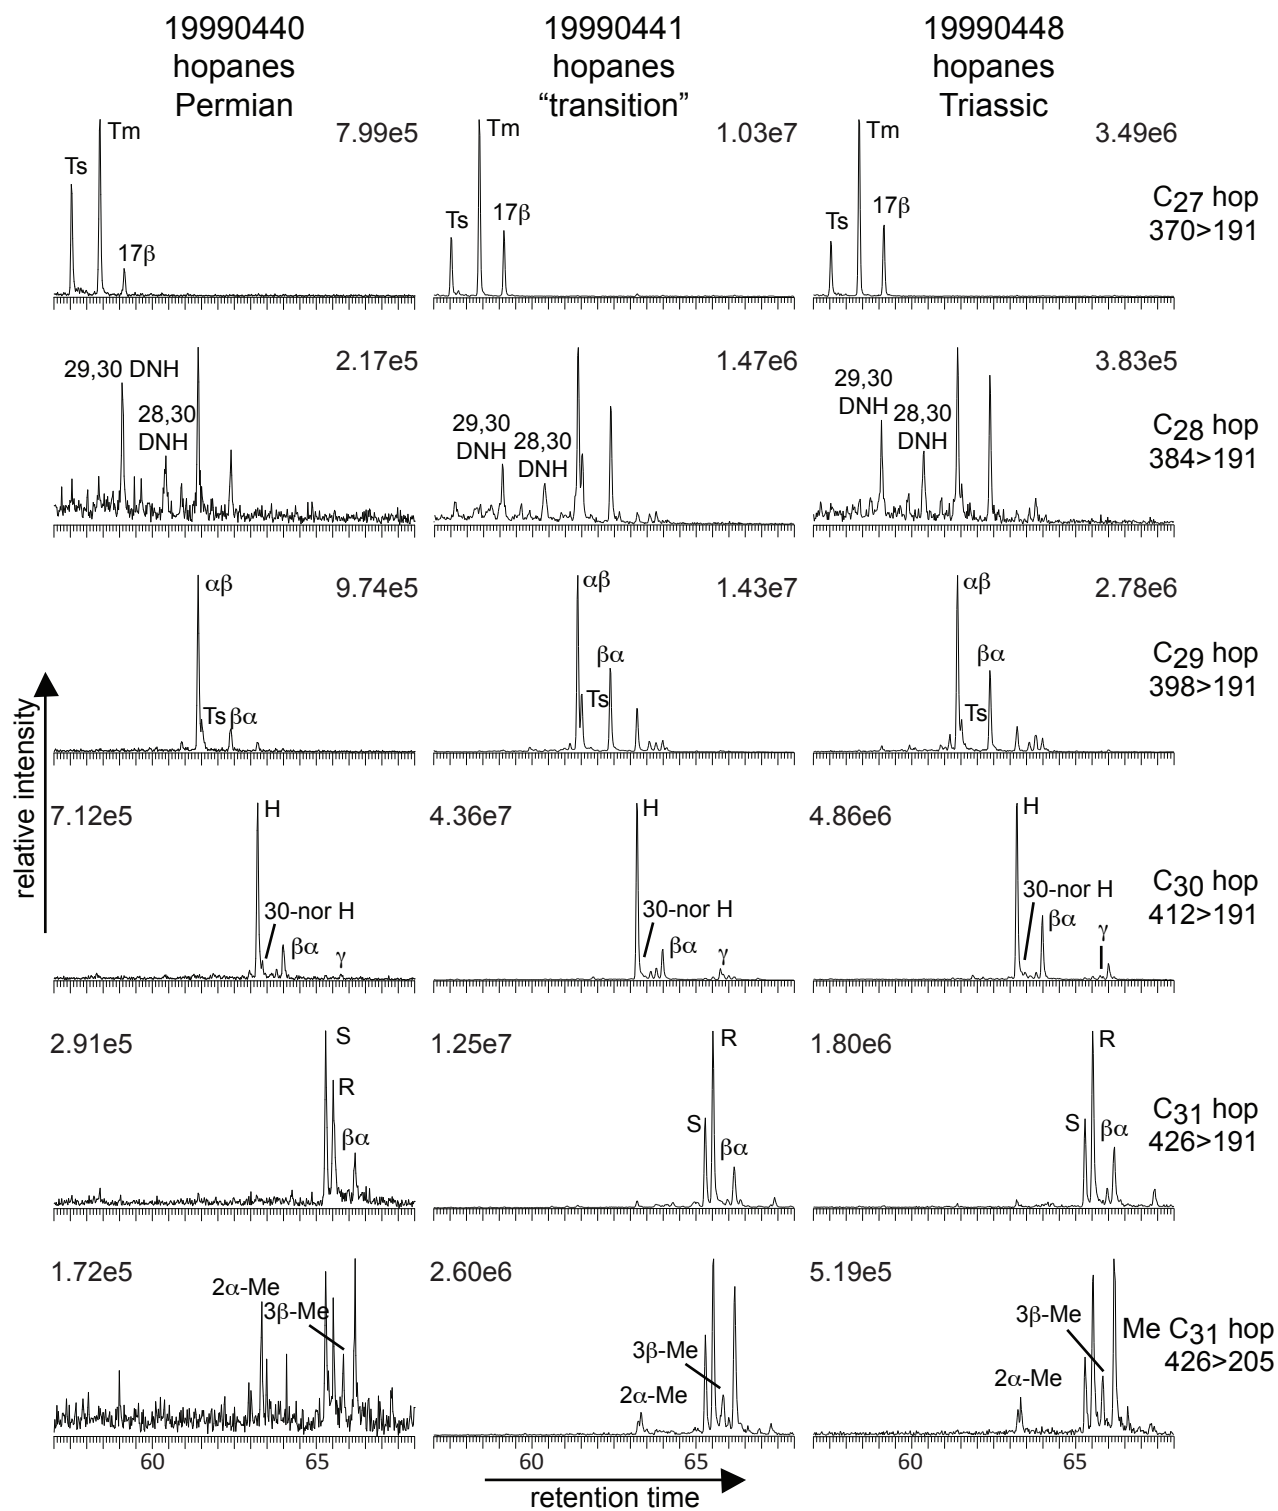 19990440
hopanes
Permian
19990441
hopanes
“transition”
19990448
hopanes
Triassic
Ts
Tm
17β
7.99e5
Ts
Tm
17β
1.03e7
Ts
Tm
17β
3.49e6
C27 hop
370>191
29,30 DNH
28,30
DNH
2.17e5
29,30
DNH
28,30
DNH
1.47e6
29,30
DNH
28,30
DNH
3.83e5
C28 hop
384>191
αβ
Ts
βα
9.74e5
αβ
Ts
βα
1.43e7
αβ
Ts
βα
2.78e6
C29 hop
398>191
relative intensity
7.12e5
H
30-nor H
βα
γ
4.36e7
H
30-nor H
βα
γ
4.86e6
H
30-nor H
βα
γ
C30 hop
412>191
2.91e5
S
R
βα
1.25e7
S
R
βα
1.80e6
S
R
βα
C31 hop
426>191
1.72e5
2α-Me
3β-Me
2.60e6
2α-Me
3β-Me
5.19e5
2α-Me
3β-Me
Me C31 hop
426>205
60 65
60 65
60 65
retention time